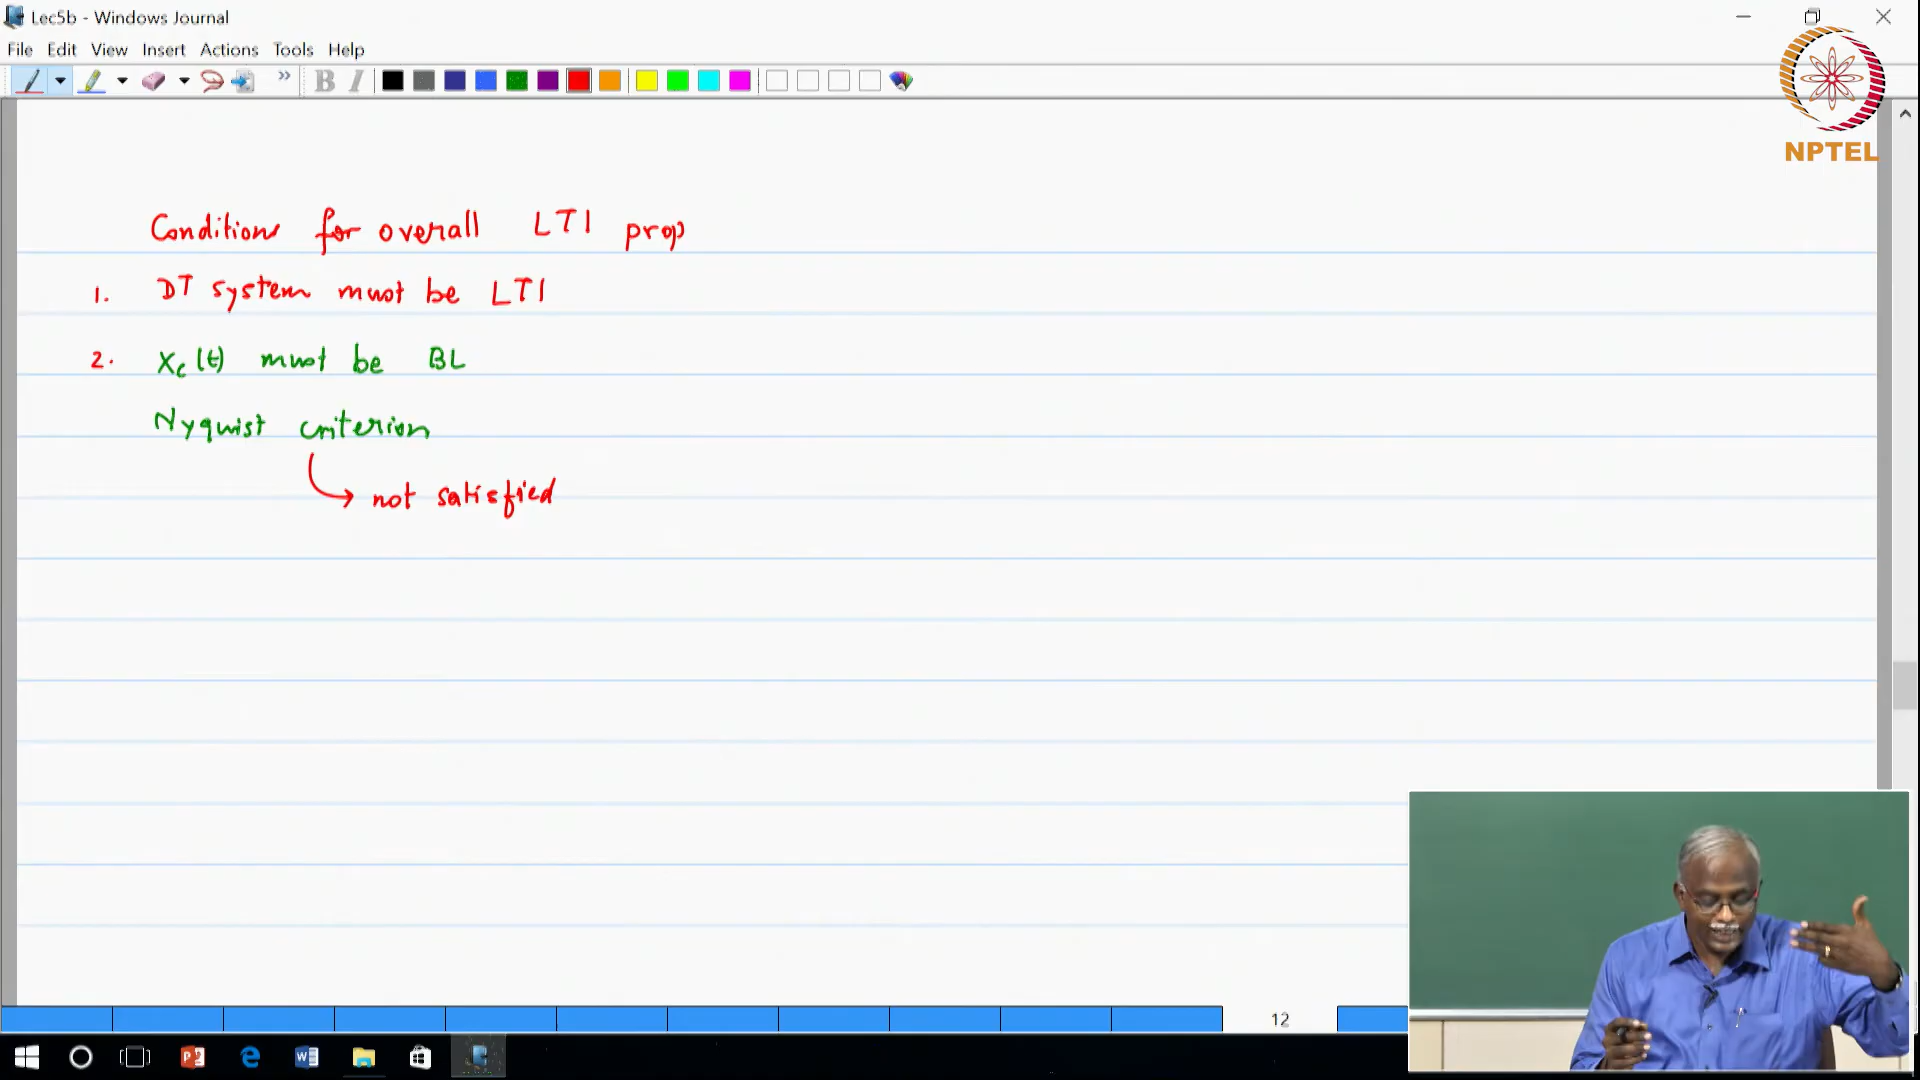 Lec5b - Windows Journal
File Edit View Insert Actions Tools Help
B I
NPTEL
Conditions for overall LTI prop
1. DT system must be LTI
2. xc(t) must be BL
Nyquist criterion
not satisfied
12